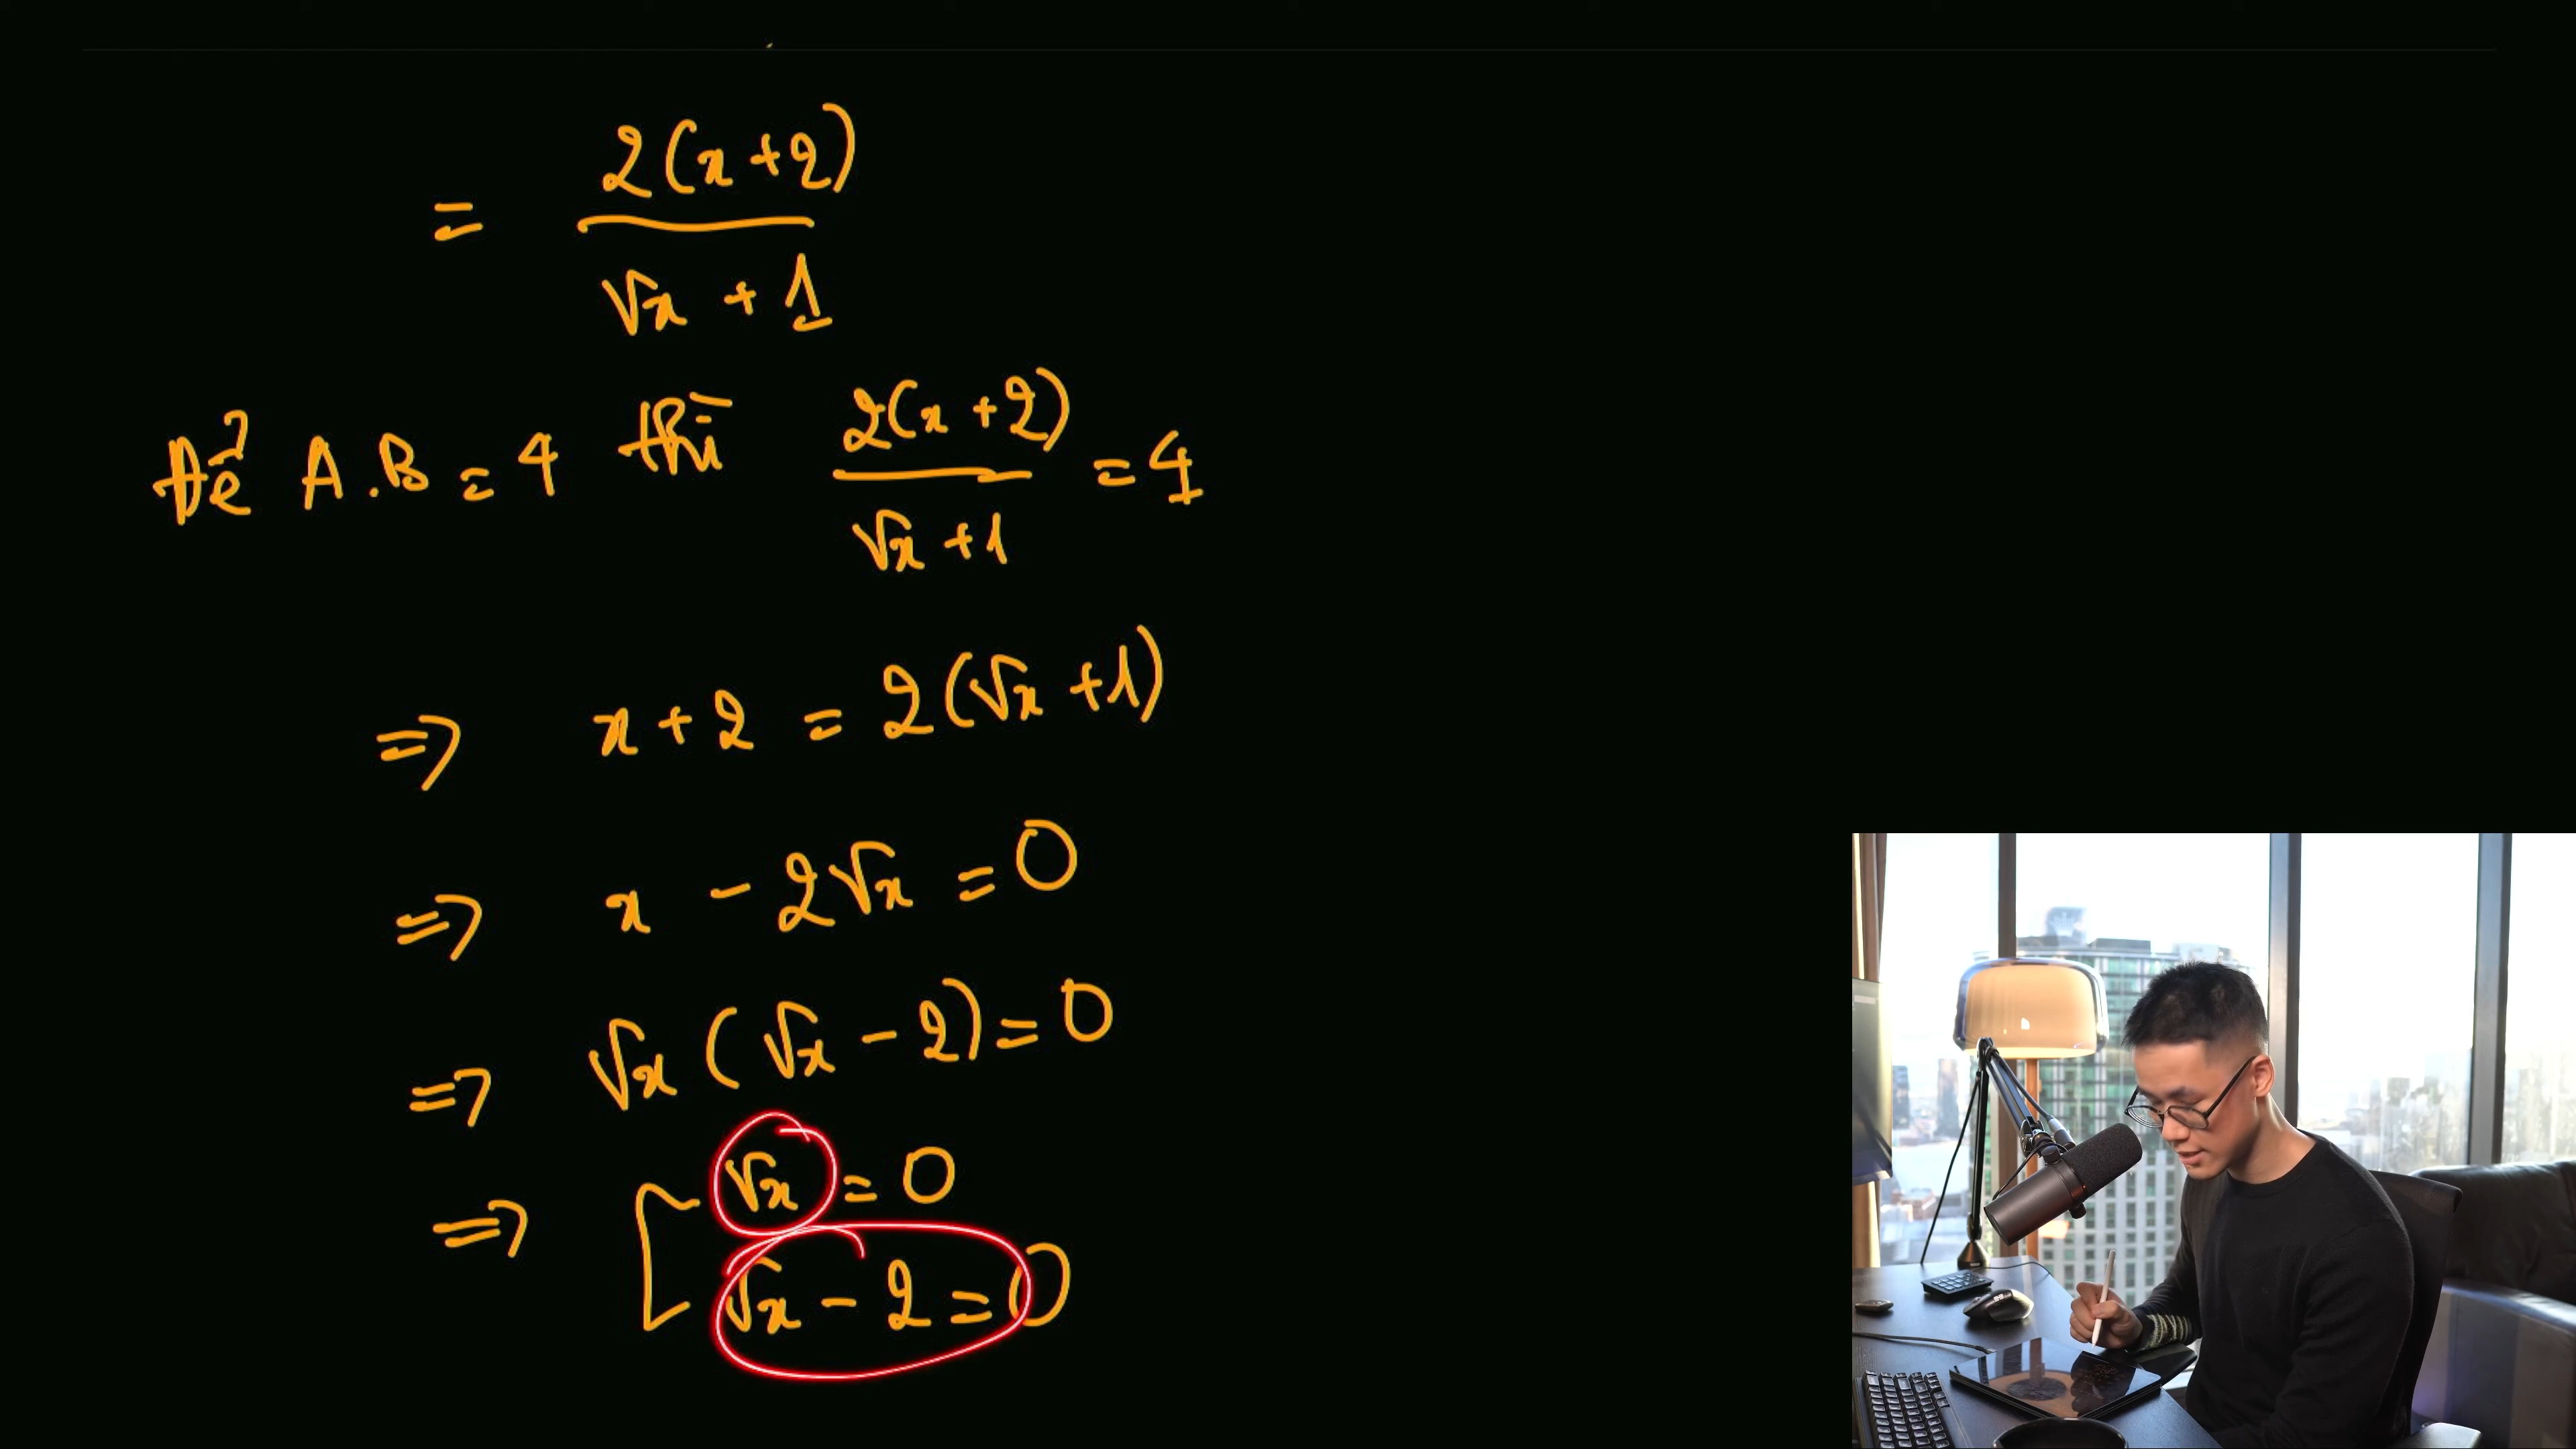 = 2(x+2) / √x + 1
Để A.B = 4 thì 2(x+2) / √x + 1 = 4
=> x + 2 = 2(√x + 1)
=> x - 2√x = 0
=> √x (√x - 2) = 0
=> [ √x = 0
√x - 2 = 0